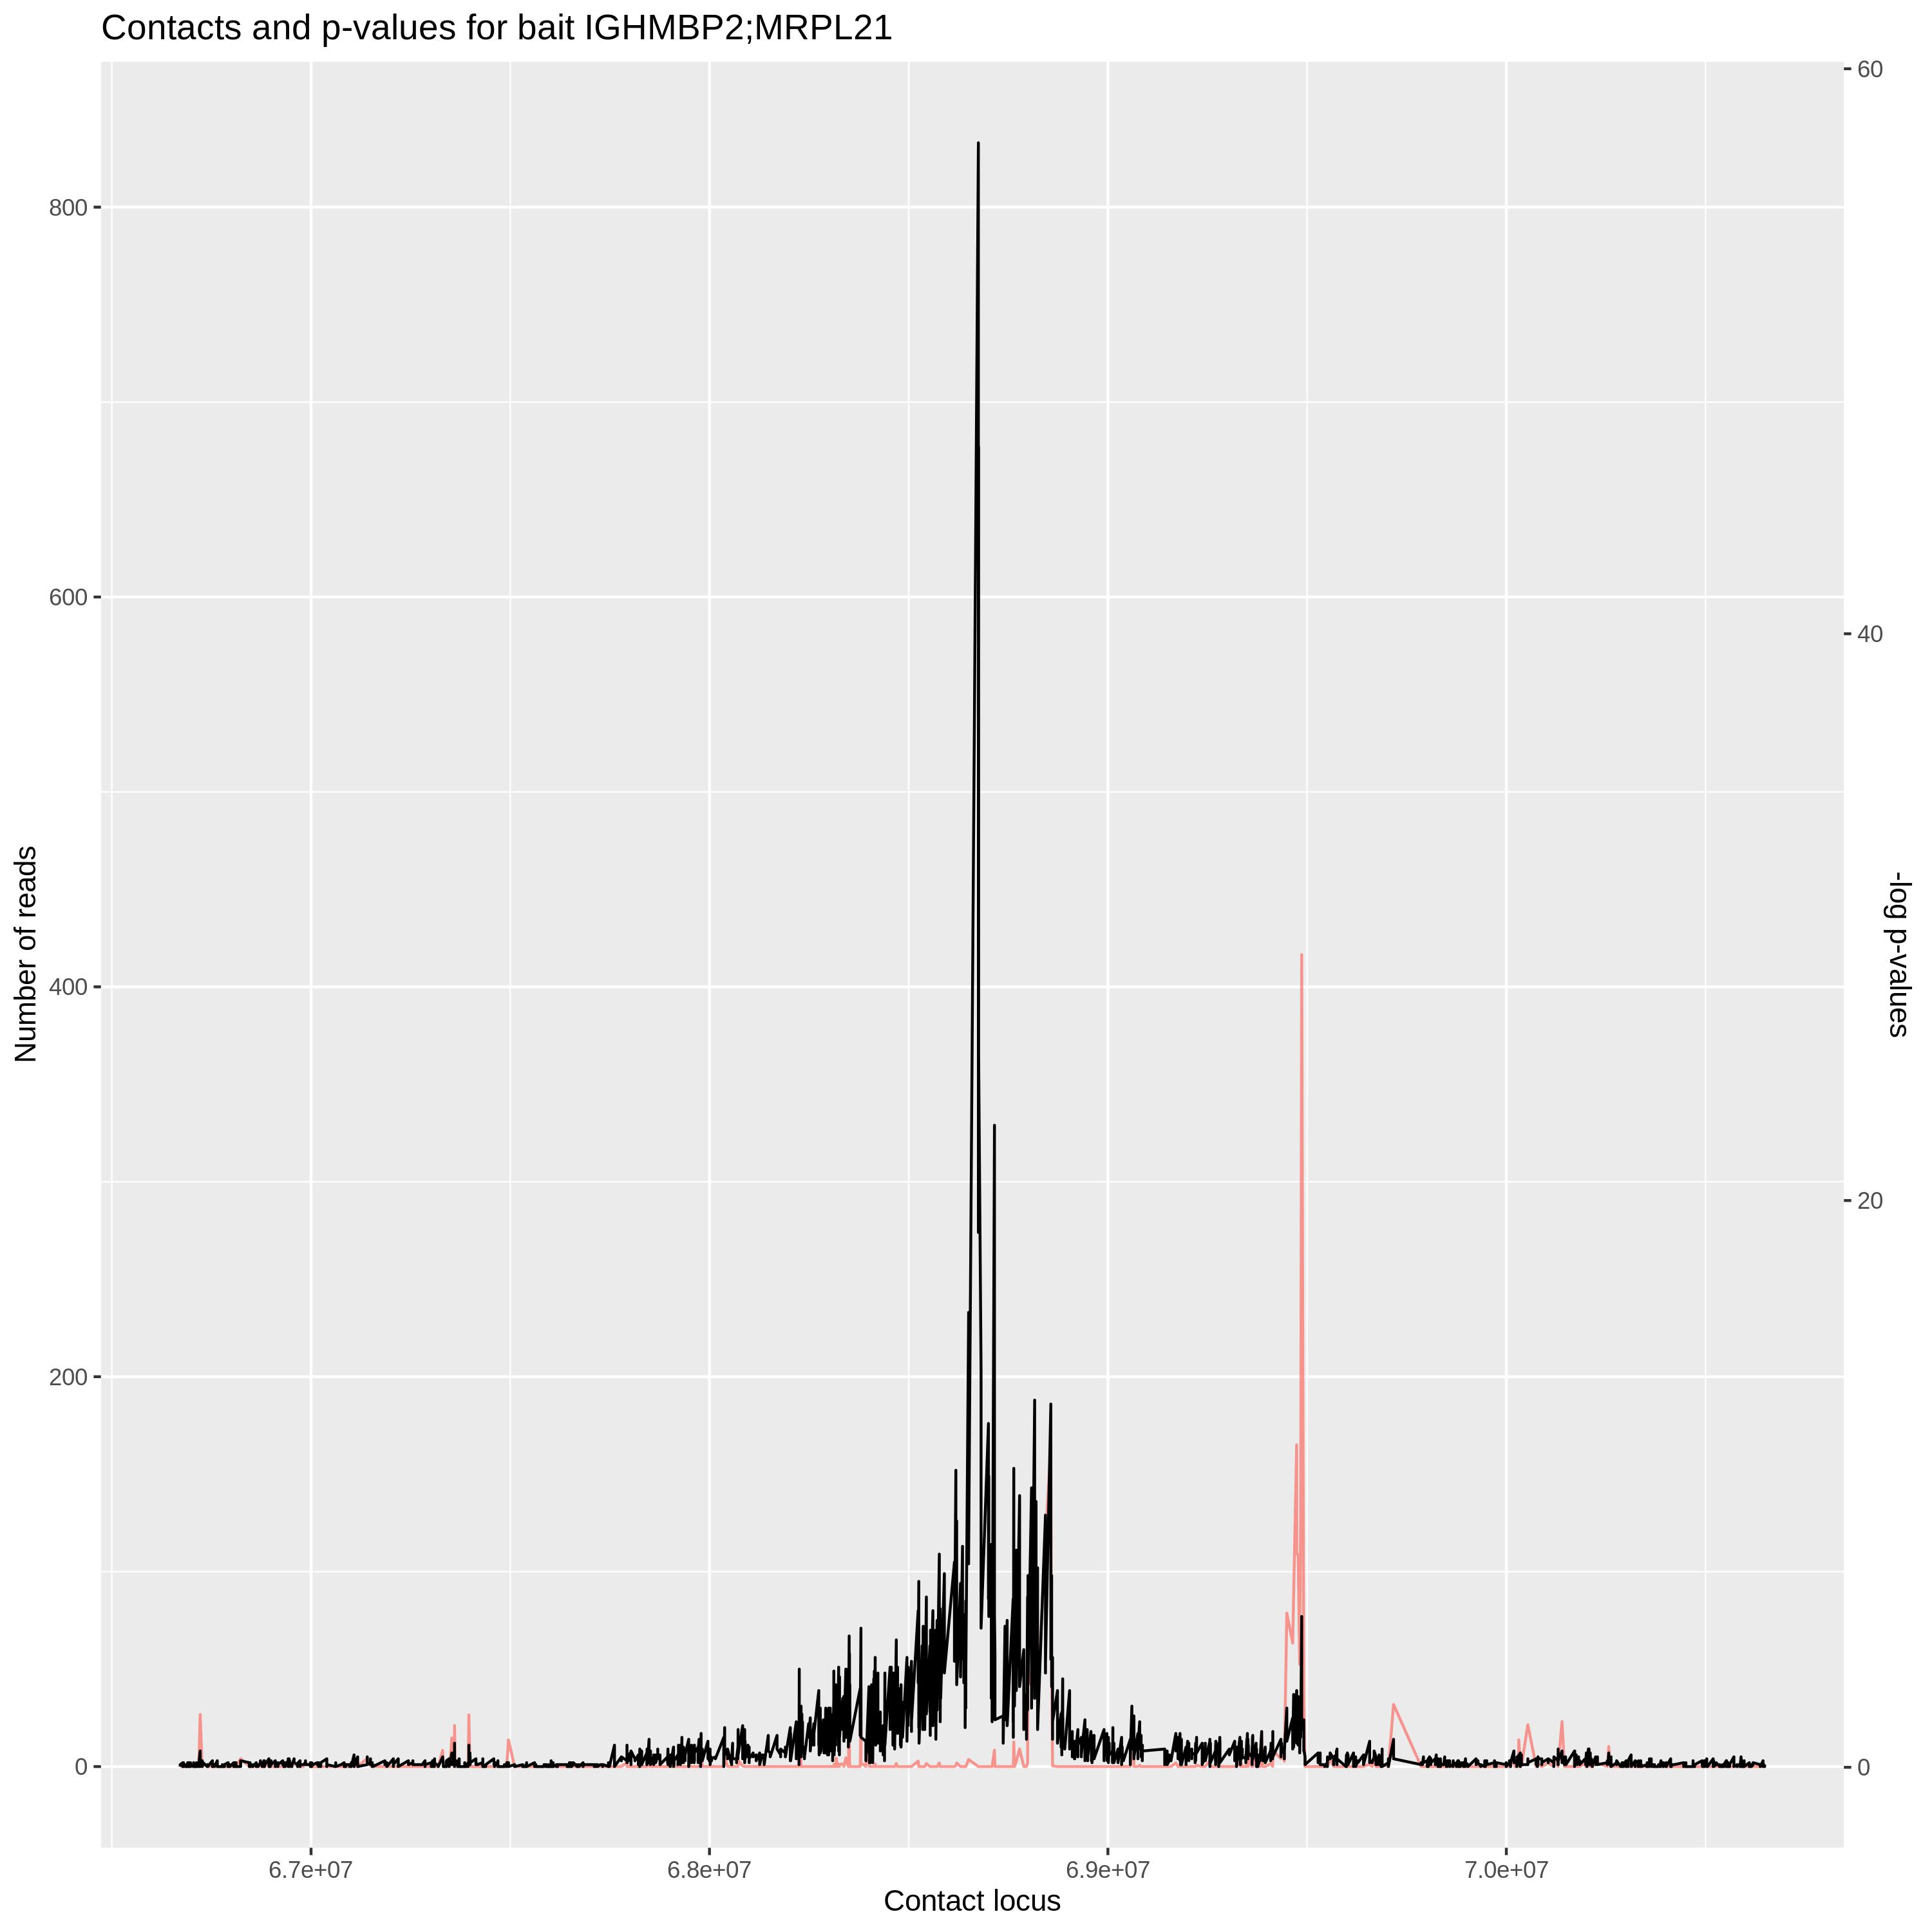 Contacts and p-values for bait IGHMBP2;MRPL21
60
800
600
40
Number of reads
-log p-values
400
20
200
0
0
6.7e+07
6.8e+07
6.9e+07
7.0e+07
Contact locus